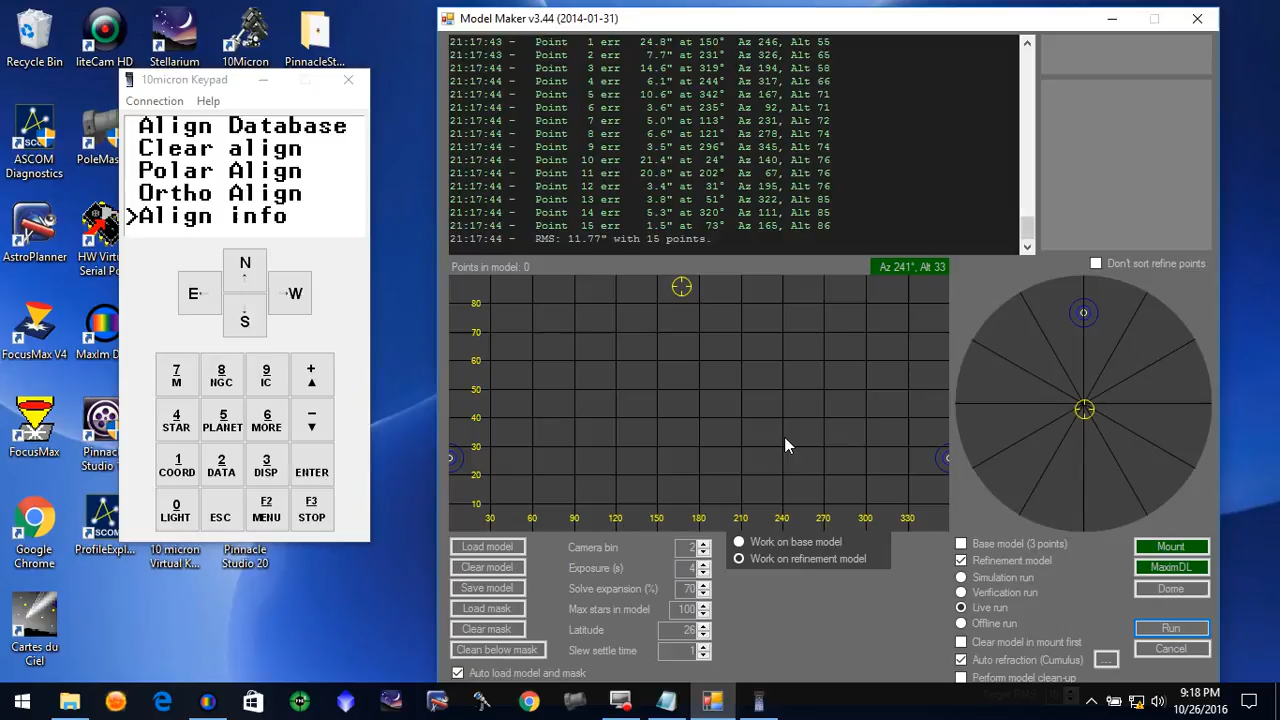 Recycle Bin
liteCam HD
Stellarium
10Micron
PinnacleSt...
ASCOM
Diagnostics
PoleMas
AstroPlanner
HW Virtu
Serial Po
FocusMax V4
MaxIm D
FocusMax
Pinnacle
Studio
Google
Chrome
ProfileExpl...
10 micron
Virtual K...
Pinnacle
Studio 20
Cartes du
Ciel
10micron Keypad
Connection Help
Align Database
Clear align
Polar Align
Ortho Align
>Align info
N
E← →W
S
7 8 9 +
M NGC IC ▲
4 5 6 −
STAR PLANET MORE ▼
1 2 3
COORD DATA DISP ENTER
0 F2 F3
LIGHT ESC MENU STOP
Model Maker v3.44 (2014-01-31)
21:17:43 - Point 1 err 24.8" at 150° Az 246, Alt 55
21:17:43 - Point 2 err 7.7" at 231° Az 326, Alt 65
21:17:43 - Point 3 err 14.6" at 319° Az 194, Alt 58
21:17:43 - Point 4 err 6.1" at 244° Az 317, Alt 66
21:17:43 - Point 5 err 10.6" at 342° Az 167, Alt 71
21:17:43 - Point 6 err 3.6" at 235° Az 92, Alt 71
21:17:44 - Point 7 err 5.0" at 113° Az 231, Alt 72
21:17:44 - Point 8 err 6.6" at 121° Az 278, Alt 74
21:17:44 - Point 9 err 3.5" at 296° Az 345, Alt 74
21:17:44 - Point 10 err 21.4" at 24° Az 140, Alt 76
21:17:44 - Point 11 err 20.8" at 202° Az 67, Alt 76
21:17:44 - Point 12 err 3.4" at 31° Az 195, Alt 76
21:17:44 - Point 13 err 3.8" at 51° Az 322, Alt 85
21:17:44 - Point 14 err 5.3" at 320° Az 111, Alt 85
21:17:44 - Point 15 err 1.5" at 73° Az 165, Alt 86
21:17:44 - RMS: 11.77" with 15 points.
Points in model: 0
Az 241°, Alt 33
Don't sort refine points
80
70
60
50
40
30
20
10
30 60 90 120 150 180 210 240 270 300 330
Work on base model
Work on refinement model
Load model
Clear model
Save model
Load mask
Clear mask
Clean below mask
Auto load model and mask
Camera bin 2
Exposure (s) 4
Solve expansion (%) 70
Max stars in model 100
Latitude 26
Slew settle time 1
Base model (3 points)
Refinement model
Simulation run
Verification run
Live run
Offline run
Clear model in mount first
Auto refraction (Cumulus) ...
Perform model clean-up
Mount
MaximDL
Dome
Run
Cancel
9:18 PM
10/26/2016